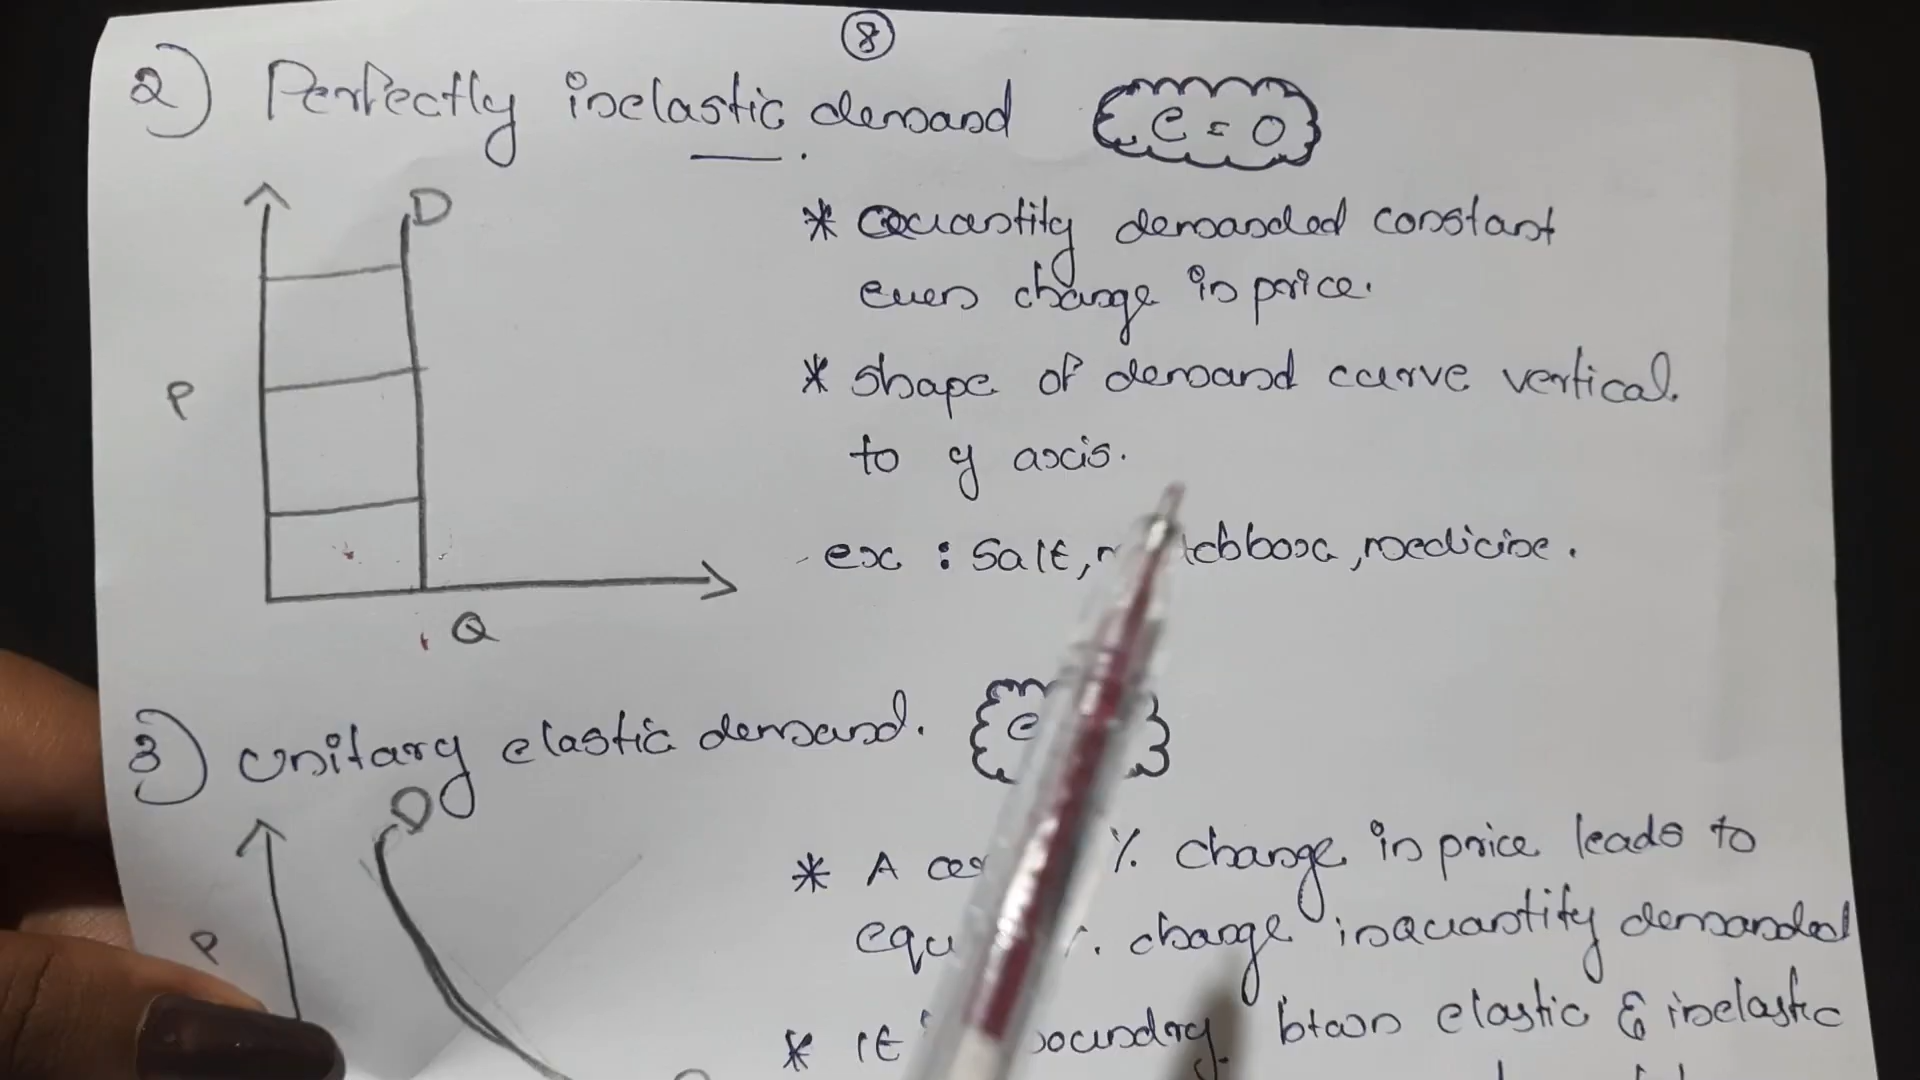 8
2) Perfectly inelastic demand
e = 0
D
* Quantity demanded constant
even change in price.
P
* shape of demand curve vertical
to y axis.
ex : Salt, medicine.
Q
3) Unitary elastic demand.
e
D
* A % change in price leads to
% change in quantity demanded
P
* It btwn elastic & inelastic